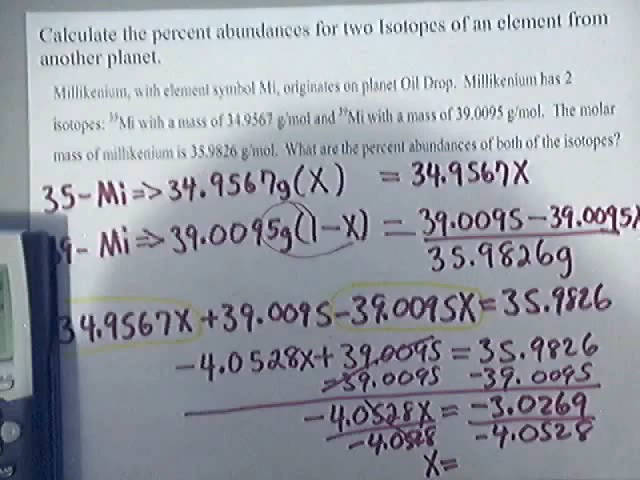 Calculate the percent abundances for two Isotopes of an element from
another planet.
Millikenium, with element symbol Mi, originates on planet Oil Drop. Millikenium has 2
isotopes: ³⁵Mi with a mass of 34.9567 g/mol and ³⁹Mi with a mass of 39.0095 g/mol. The molar
mass of millikenium is 35.9826 g/mol. What are the percent abundances of both of the isotopes?
35-Mi=>34.9567g(X) = 34.9567X
9-Mi=>39.0095g(1-X) = 39.0095-39.0095X
35.9826g
34.9567X+39.0095-39.0095X=35.9826
-4.0528X+39.0095=35.9826
-39.0095 -39.0095
-4.0528X = -3.0269
-4.0528 -4.0528
X=